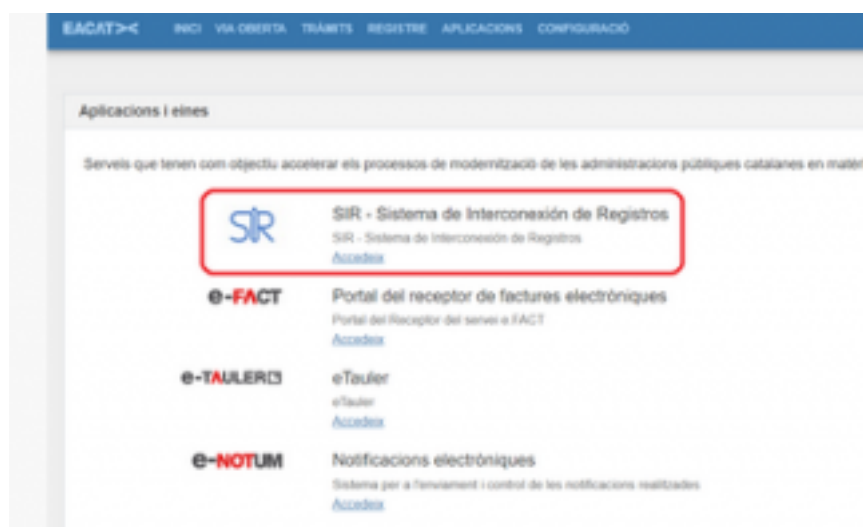 EACAT
INICI VIA OBERTA TRÀMITS REGISTRE APLICACIONS CONFIGURACIÓ
Aplicacions i eines
Serveis que tenen com objectiu accelerar els processos de modernització de les administracions públiques catalanes en matèr
SIR
SIR - Sistema de Interconexión de Registros
SIR - Sistema de Interconexión de Registros
Accedeix
e-FACT
Portal del receptor de factures electròniques
Portal del Receptor del servei e.FACT
Accedeix
e-TAULER
eTauler
eTauler
Accedeix
e-NOTUM
Notificacions electròniques
Sistema per a l'enviament i control de les notificacions realitzades
Accedeix